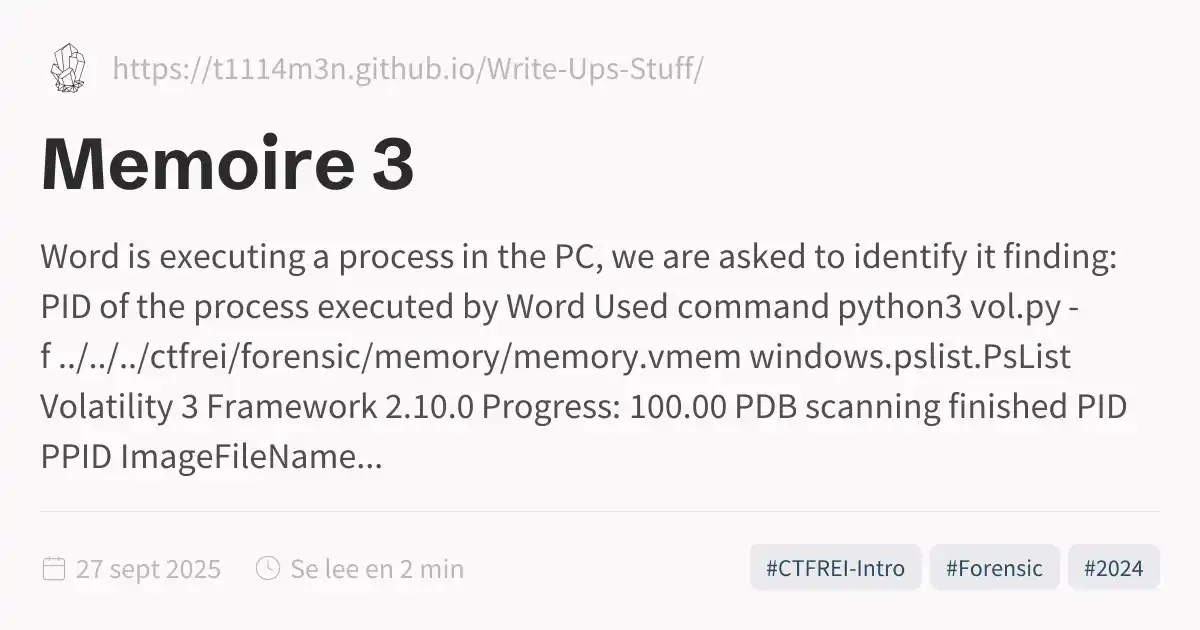 https://t1114m3n.github.io/Write-Ups-Stuff/
Memoire 3
Word is executing a process in the PC, we are asked to identify it finding:
PID of the process executed by Word Used command python3 vol.py -
f ../../../ctfrei/forensic/memory/memory.vmem windows.pslist.PsList
Volatility 3 Framework 2.10.0 Progress: 100.00 PDB scanning finished PID
PPID ImageFileName...
27 sept 2025 Se lee en 2 min #CTFREI-Intro #Forensic #2024